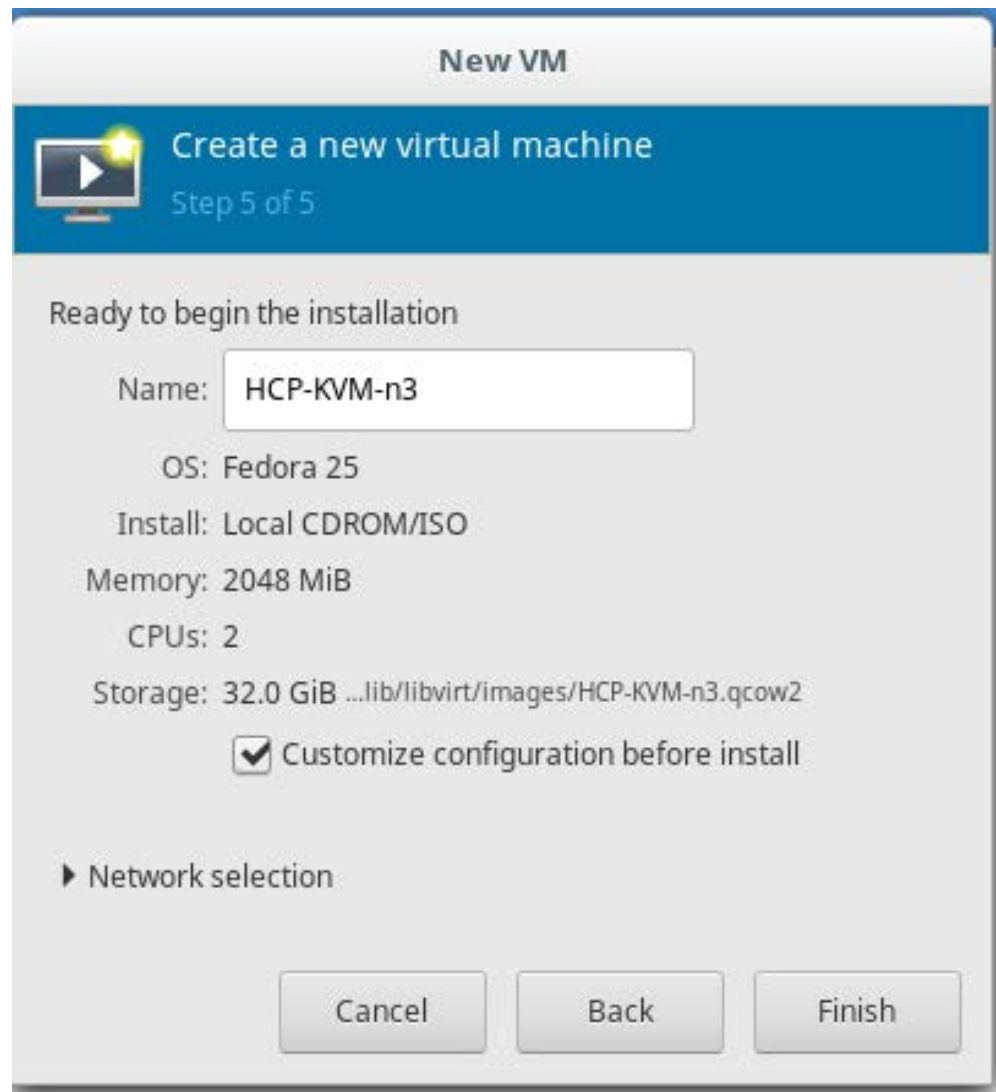 New VM
Create a new virtual machine
Step 5 of 5
Ready to begin the installation
Name: HCP-KVM-n3
OS: Fedora 25
Install: Local CDROM/ISO
Memory: 2048 MiB
CPUs: 2
Storage: 32.0 GiB ...lib/libvirt/images/HCP-KVM-n3.qcow2
Customize configuration before install
Network selection
Cancel Back Finish